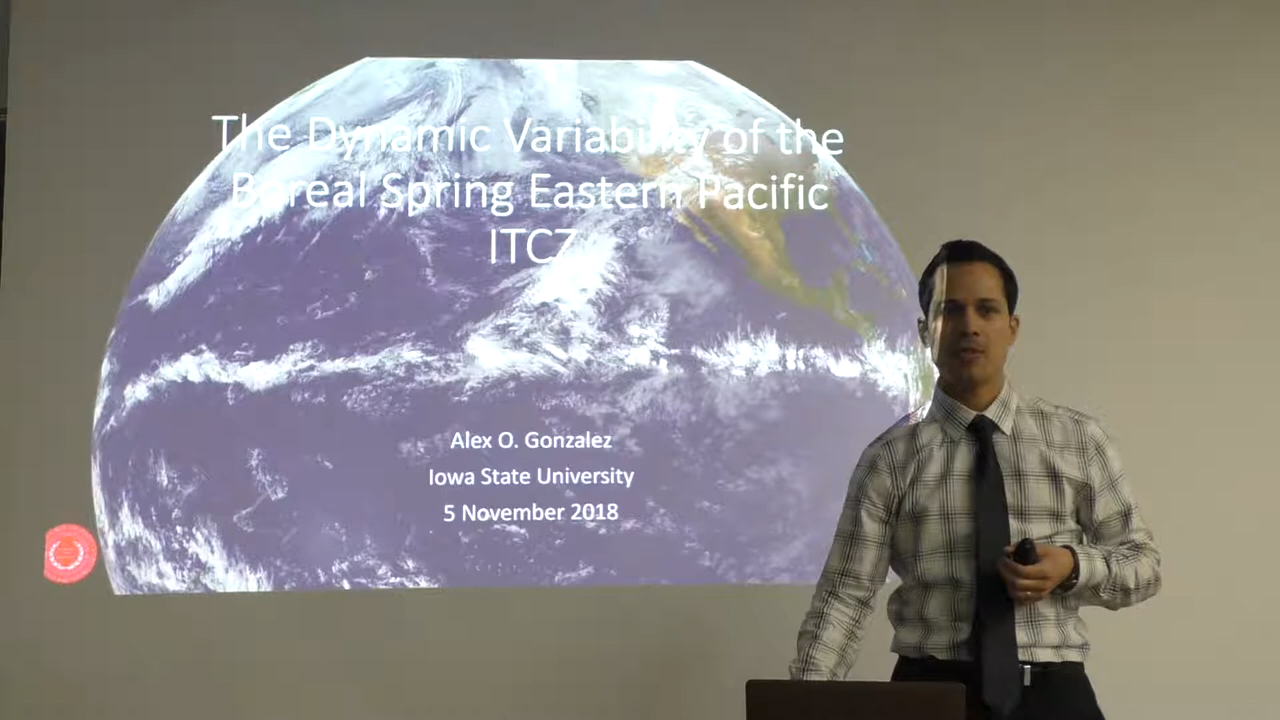 The Dynamic Variability of the
Boreal Spring Eastern Pacific
ITCZ
Alex O. Gonzalez
Iowa State University
5 November 2018